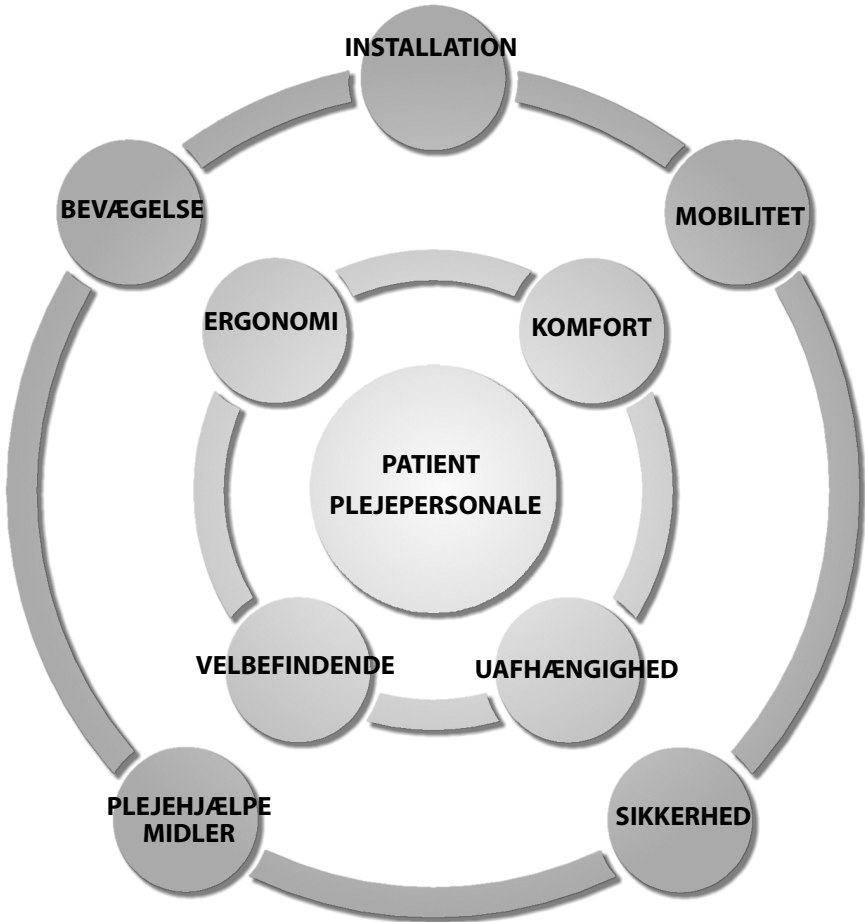 INSTALLATION
BEVÆGELSE
MOBILITET
ERGONOMI
KOMFORT
PATIENT
PLEJEPERSONALE
VELBEFINDENDE
UAFHÆNGIGHED
PLEJEHJÆLPE
MIDLER
SIKKERHED